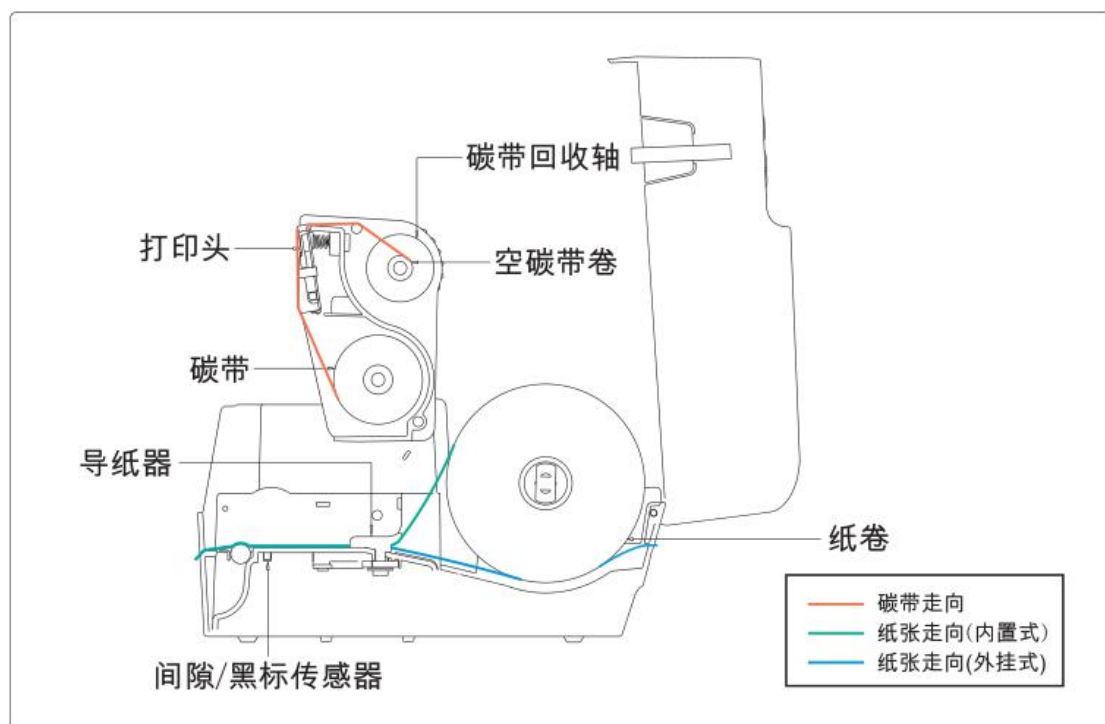 碳带回收轴
打印头
空碳带卷
碳带
导纸器
纸卷
碳带走向
纸张走向(内置式)
纸张走向(外挂式)
间隙/黑标传感器